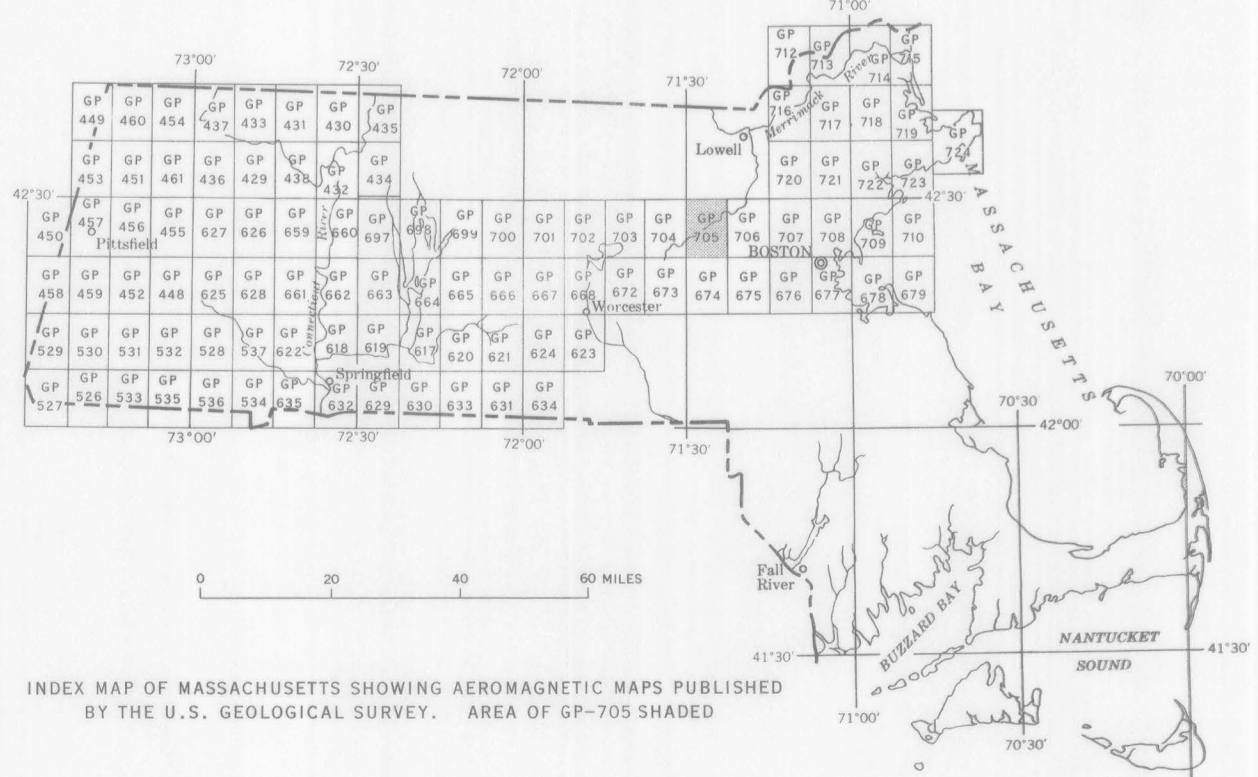 71°00'
73°00' 72°30' 72°00' 71°30'
GP 712 GP 713 GP 714 GP 715
GP 449 GP 460 GP 454 GP 437 GP 433 GP 431 GP 430 GP 435
GP 716 GP 717 GP 718 GP 719 GP 724
Merrimack River
Lowell
GP 453 GP 451 GP 461 GP 436 GP 429 GP 438 GP 432 GP 434
GP 720 GP 721 GP 722 GP 723
42°30' 42°30'
GP 450 GP 457 GP 456 GP 455 GP 627 GP 626 GP 659 GP 660 GP 697 GP 698 GP 699 GP 700 GP 701 GP 702 GP 703 GP 704 GP 705 GP 706 GP 707 GP 708 GP 709 GP 710
Pittsfield
BOSTON
MASSACHUSETTS
BAY
GP 458 GP 459 GP 452 GP 448 GP 625 GP 628 GP 661 GP 662 GP 663 GP 664 GP 665 GP 666 GP 667 GP 668 GP 672 GP 673 GP 674 GP 675 GP 676 GP 677 GP 678 GP 679
Connecticut River
Worcester
GP 529 GP 530 GP 531 GP 532 GP 528 GP 537 GP 622 GP 618 GP 619 GP 617 GP 620 GP 621 GP 624 GP 623
Springfield
GP 527 GP 526 GP 533 GP 535 GP 536 GP 534 GP 635 GP 632 GP 629 GP 630 GP 633 GP 631 GP 634
70°00'
70°30'
42°00'
73°00' 72°30' 72°00' 71°30'
0 20 40 60 MILES
Fall
River
BUZZARD BAY
NANTUCKET
SOUND
41°30' 41°30'
71°00'
70°30'
INDEX MAP OF MASSACHUSETTS SHOWING AEROMAGNETIC MAPS PUBLISHED
BY THE U.S. GEOLOGICAL SURVEY. AREA OF GP-705 SHADED